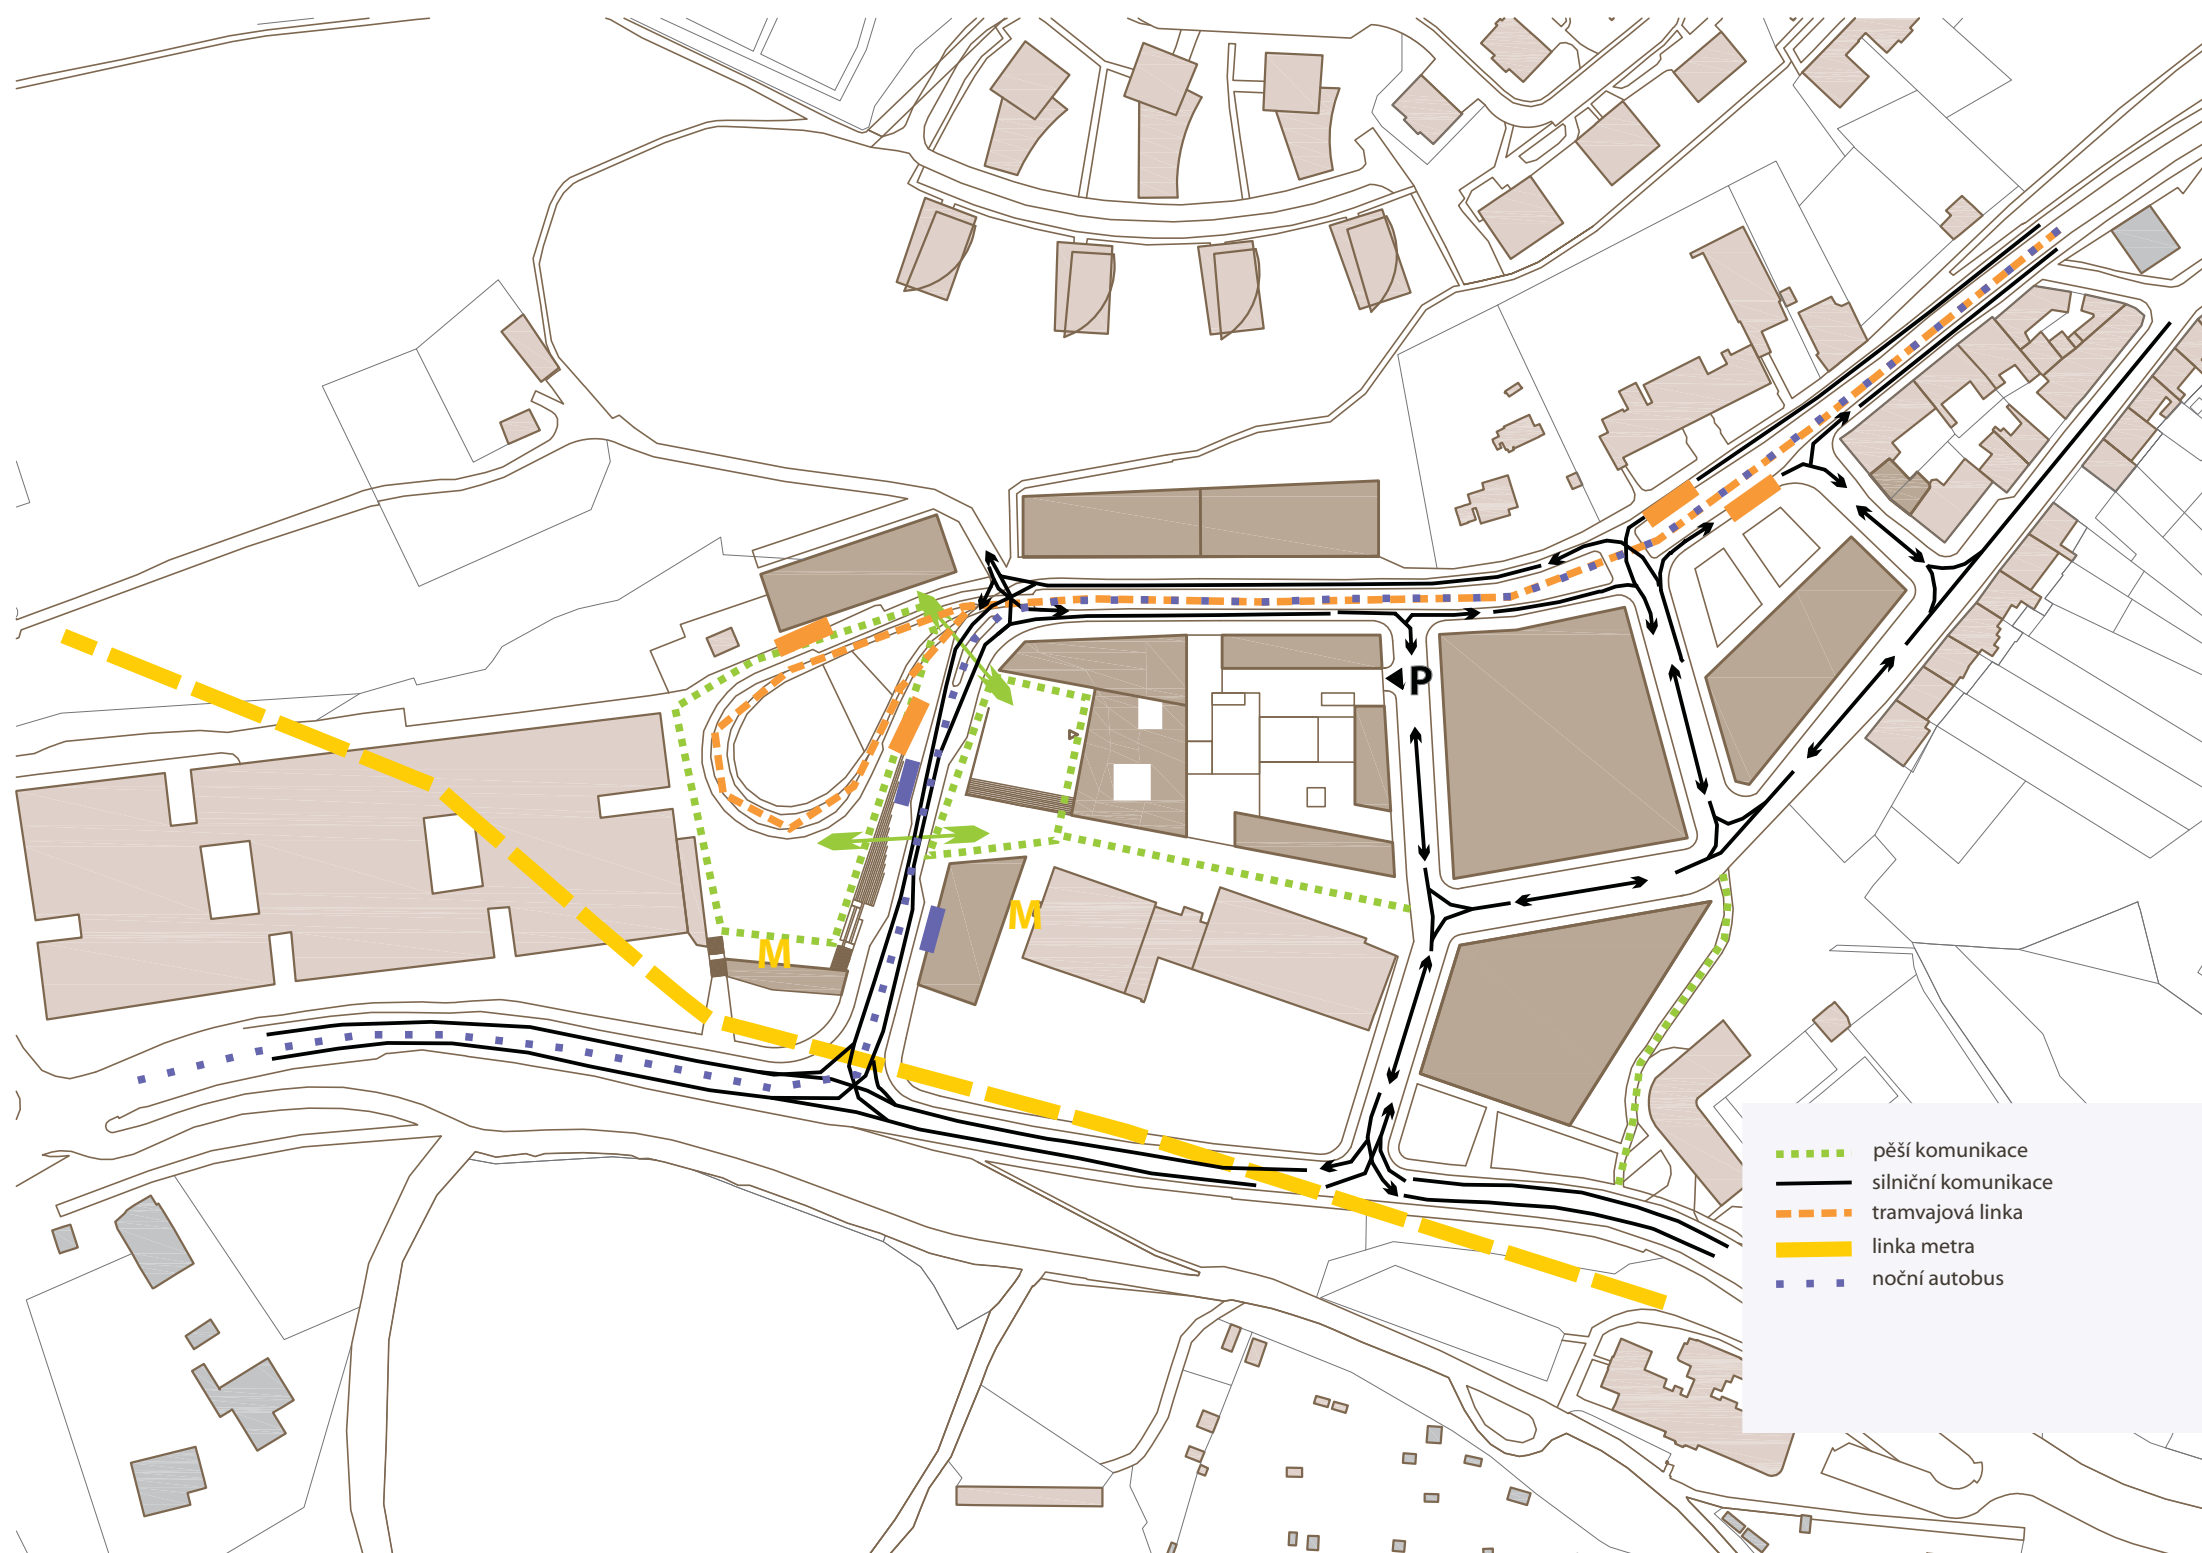 P
M
M
pěší komunikace
silniční komunikace
tramvajová linka
linka metra
noční autobus